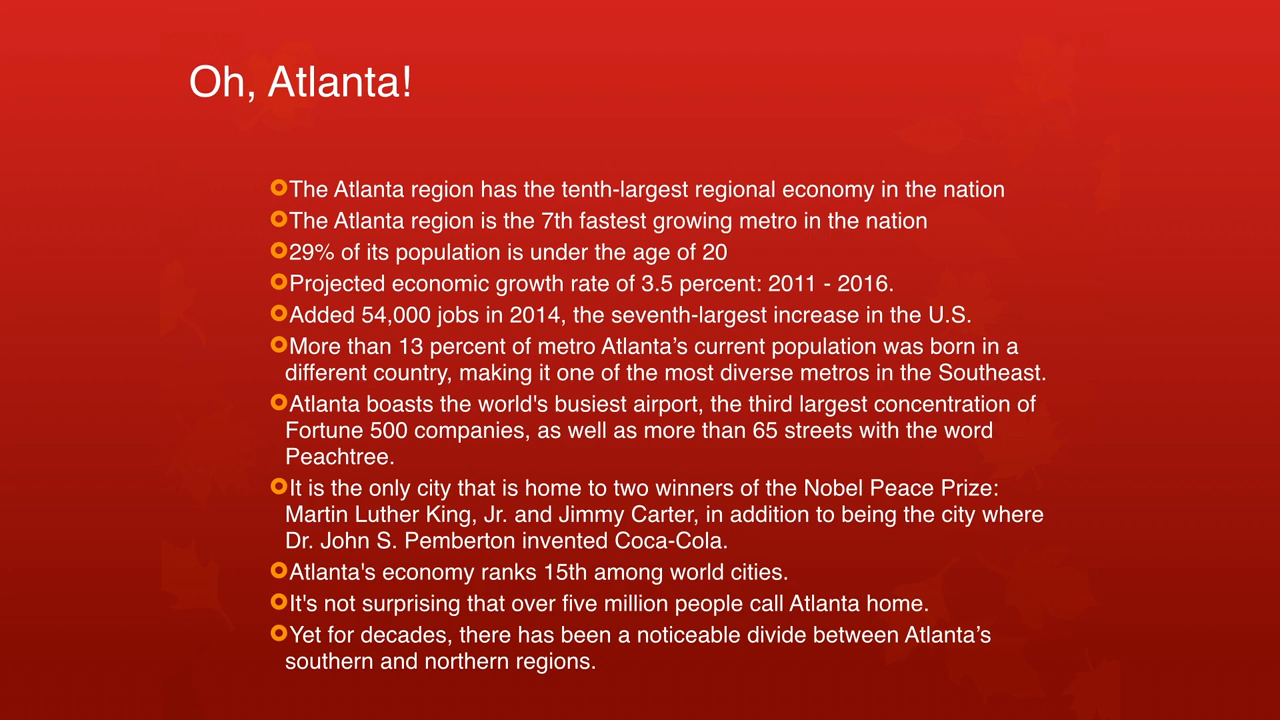 Oh, Atlanta!
The Atlanta region has the tenth-largest regional economy in the nation
The Atlanta region is the 7th fastest growing metro in the nation
29% of its population is under the age of 20
Projected economic growth rate of 3.5 percent: 2011 - 2016.
Added 54,000 jobs in 2014, the seventh-largest increase in the U.S.
More than 13 percent of metro Atlanta’s current population was born in a
different country, making it one of the most diverse metros in the Southeast.
Atlanta boasts the world's busiest airport, the third largest concentration of
Fortune 500 companies, as well as more than 65 streets with the word
Peachtree.
It is the only city that is home to two winners of the Nobel Peace Prize:
Martin Luther King, Jr. and Jimmy Carter, in addition to being the city where
Dr. John S. Pemberton invented Coca-Cola.
Atlanta's economy ranks 15th among world cities.
It's not surprising that over five million people call Atlanta home.
Yet for decades, there has been a noticeable divide between Atlanta’s
southern and northern regions.